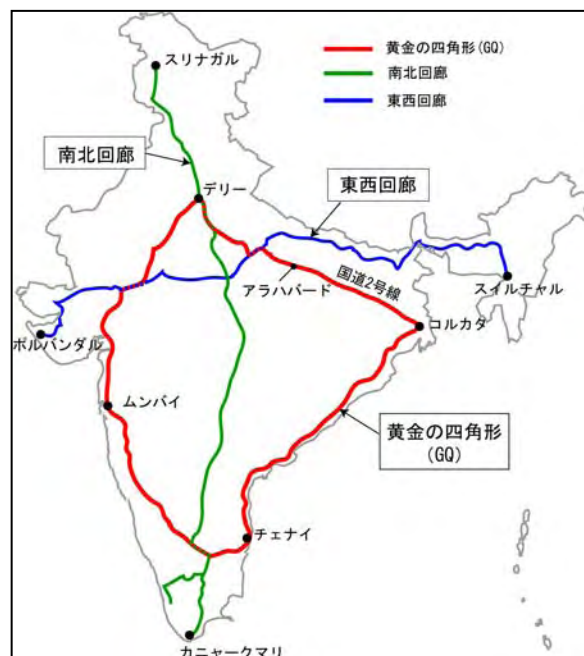 黄金の四角形(GQ)
南北回廊
東西回廊
スリナガル
南北回廊
デリー
東西回廊
国道2号線
アラハバード
スイルチャル
コルカタ
ポルバンダル
ムンバイ
黄金の四角形
(GQ)
チェナイ
カニャークマリ